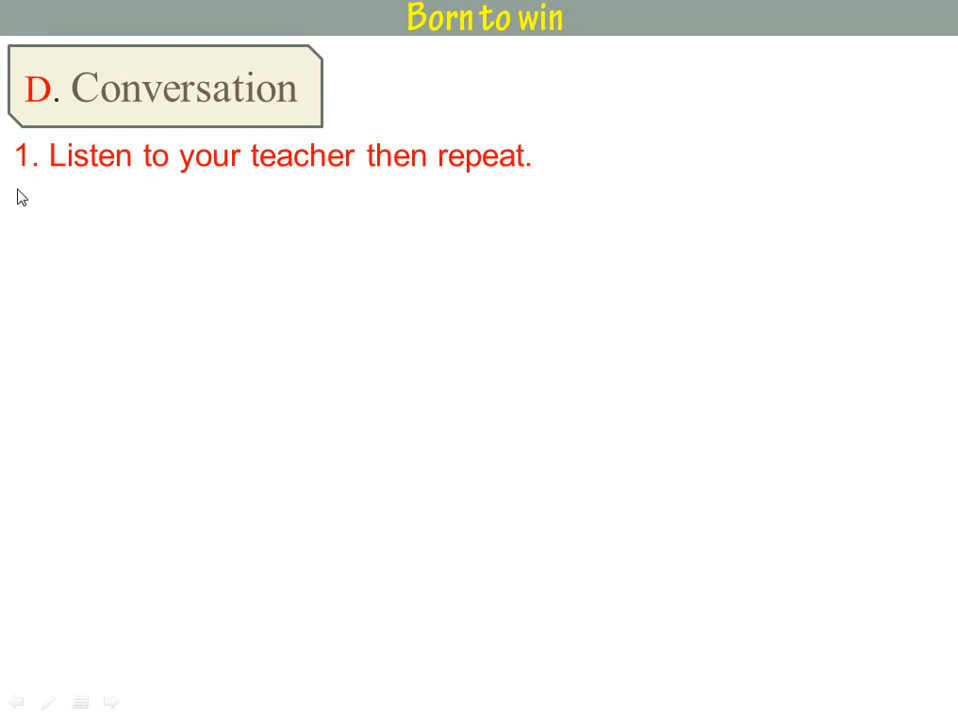 Born to win
D. Conversation
1. Listen to your teacher then repeat.